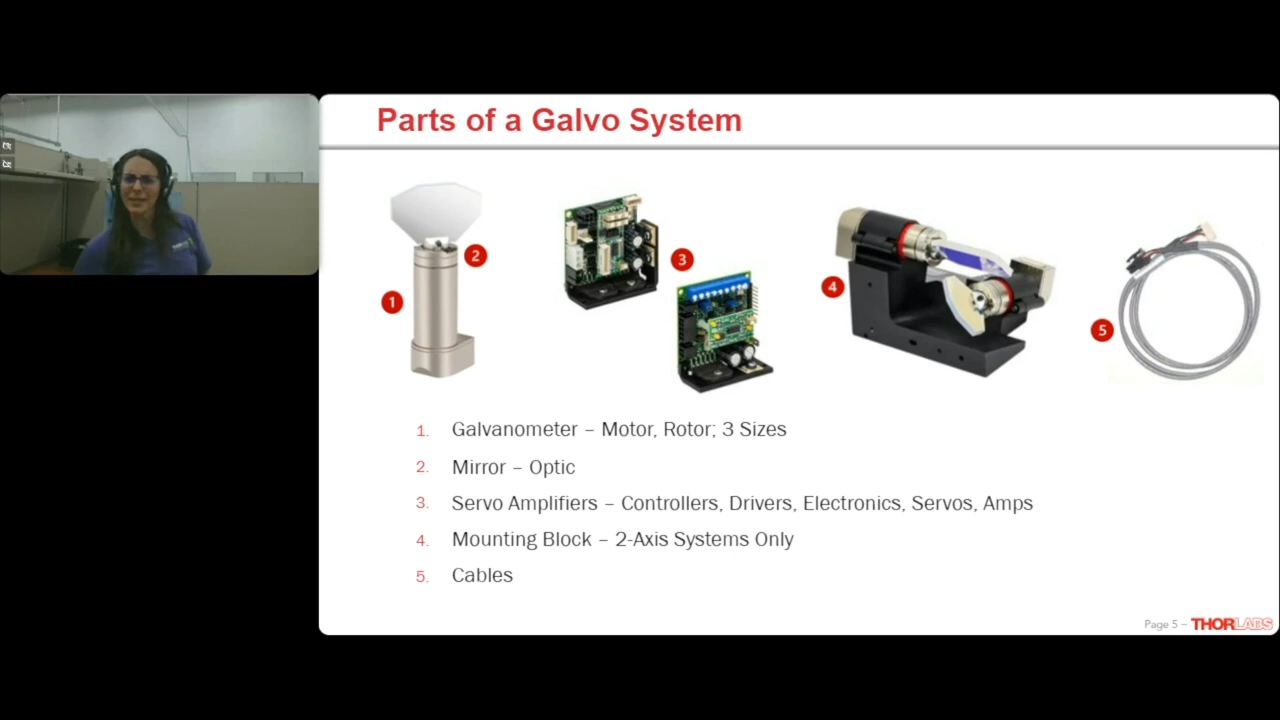 Parts of a Galvo System
1
2
3
4
5
1. Galvanometer – Motor, Rotor; 3 Sizes
2. Mirror – Optic
3. Servo Amplifiers – Controllers, Drivers, Electronics, Servos, Amps
4. Mounting Block – 2-Axis Systems Only
5. Cables
Page 5 – THORLABS